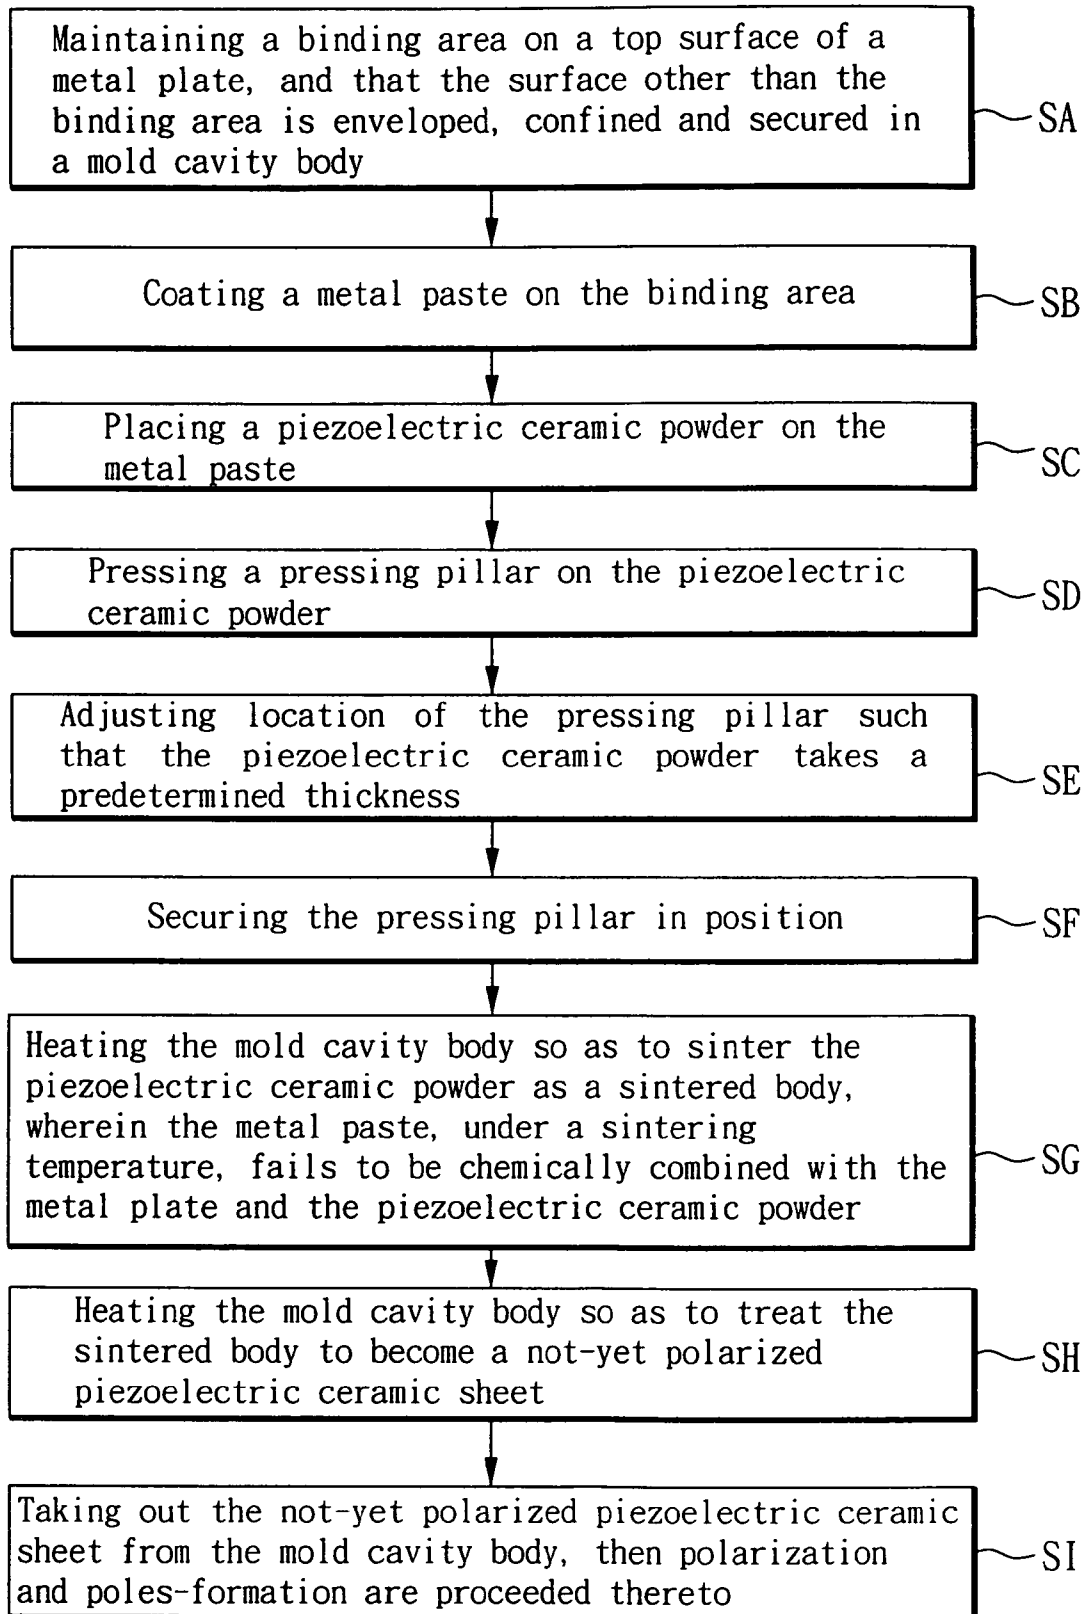 Maintaining a binding area on a top surface of a
metal plate, and that the surface other than the
binding area is enveloped, confined and secured in
a mold cavity body
SA
Coating a metal paste on the binding area
SB
Placing a piezoelectric ceramic powder on the
metal paste
SC
Pressing a pressing pillar on the piezoelectric
ceramic powder
SD
Adjusting location of the pressing pillar such
that the piezoelectric ceramic powder takes a
predetermined thickness
SE
Securing the pressing pillar in position
SF
Heating the mold cavity body so as to sinter the
piezoelectric ceramic powder as a sintered body,
wherein the metal paste, under a sintering
temperature, fails to be chemically combined with the
metal plate and the piezoelectric ceramic powder
SG
Heating the mold cavity body so as to treat the
sintered body to become a not-yet polarized
piezoelectric ceramic sheet
SH
Taking out the not-yet polarized piezoelectric ceramic
sheet from the mold cavity body, then polarization
and poles-formation are proceeded thereto
SI